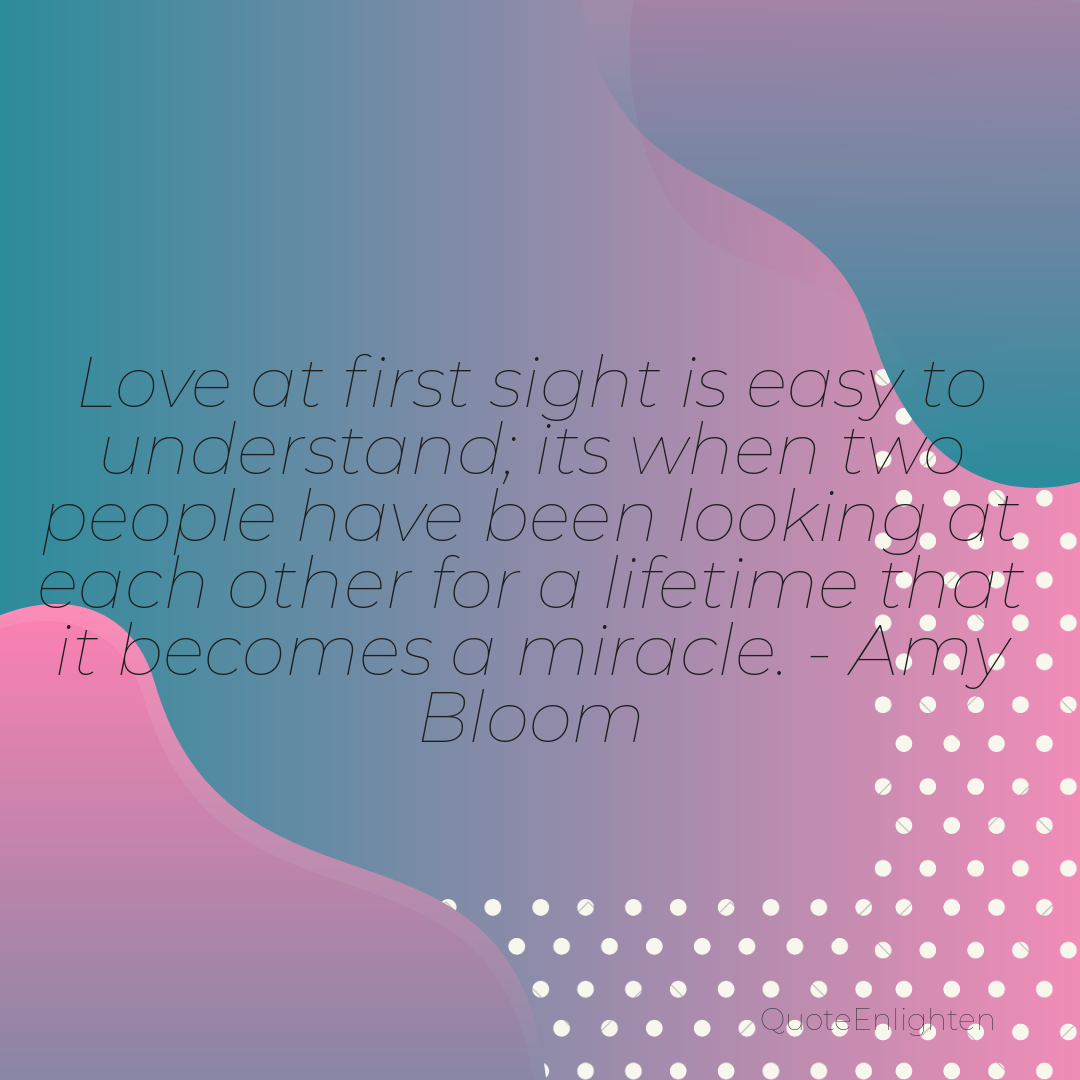 Love at first sight is easy to
understand; its when two
people have been looking at
each other for a lifetime that
it becomes a miracle. - Amy
Bloom
QuoteEnlighten